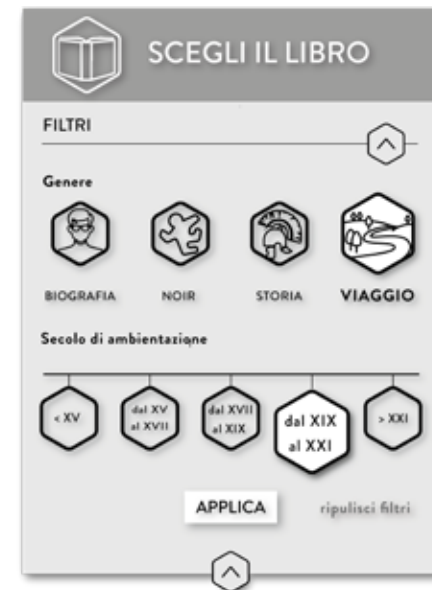 SCEGLI IL LIBRO
FILTRI
Genere
BIOGRAFIA NOIR STORIA VIAGGIO
Secolo di ambientazione
< XV
dal XV
al XVII
dal XVII
al XIX
dal XIX
al XXI
> XXI
APPLICA ripulisci filtri